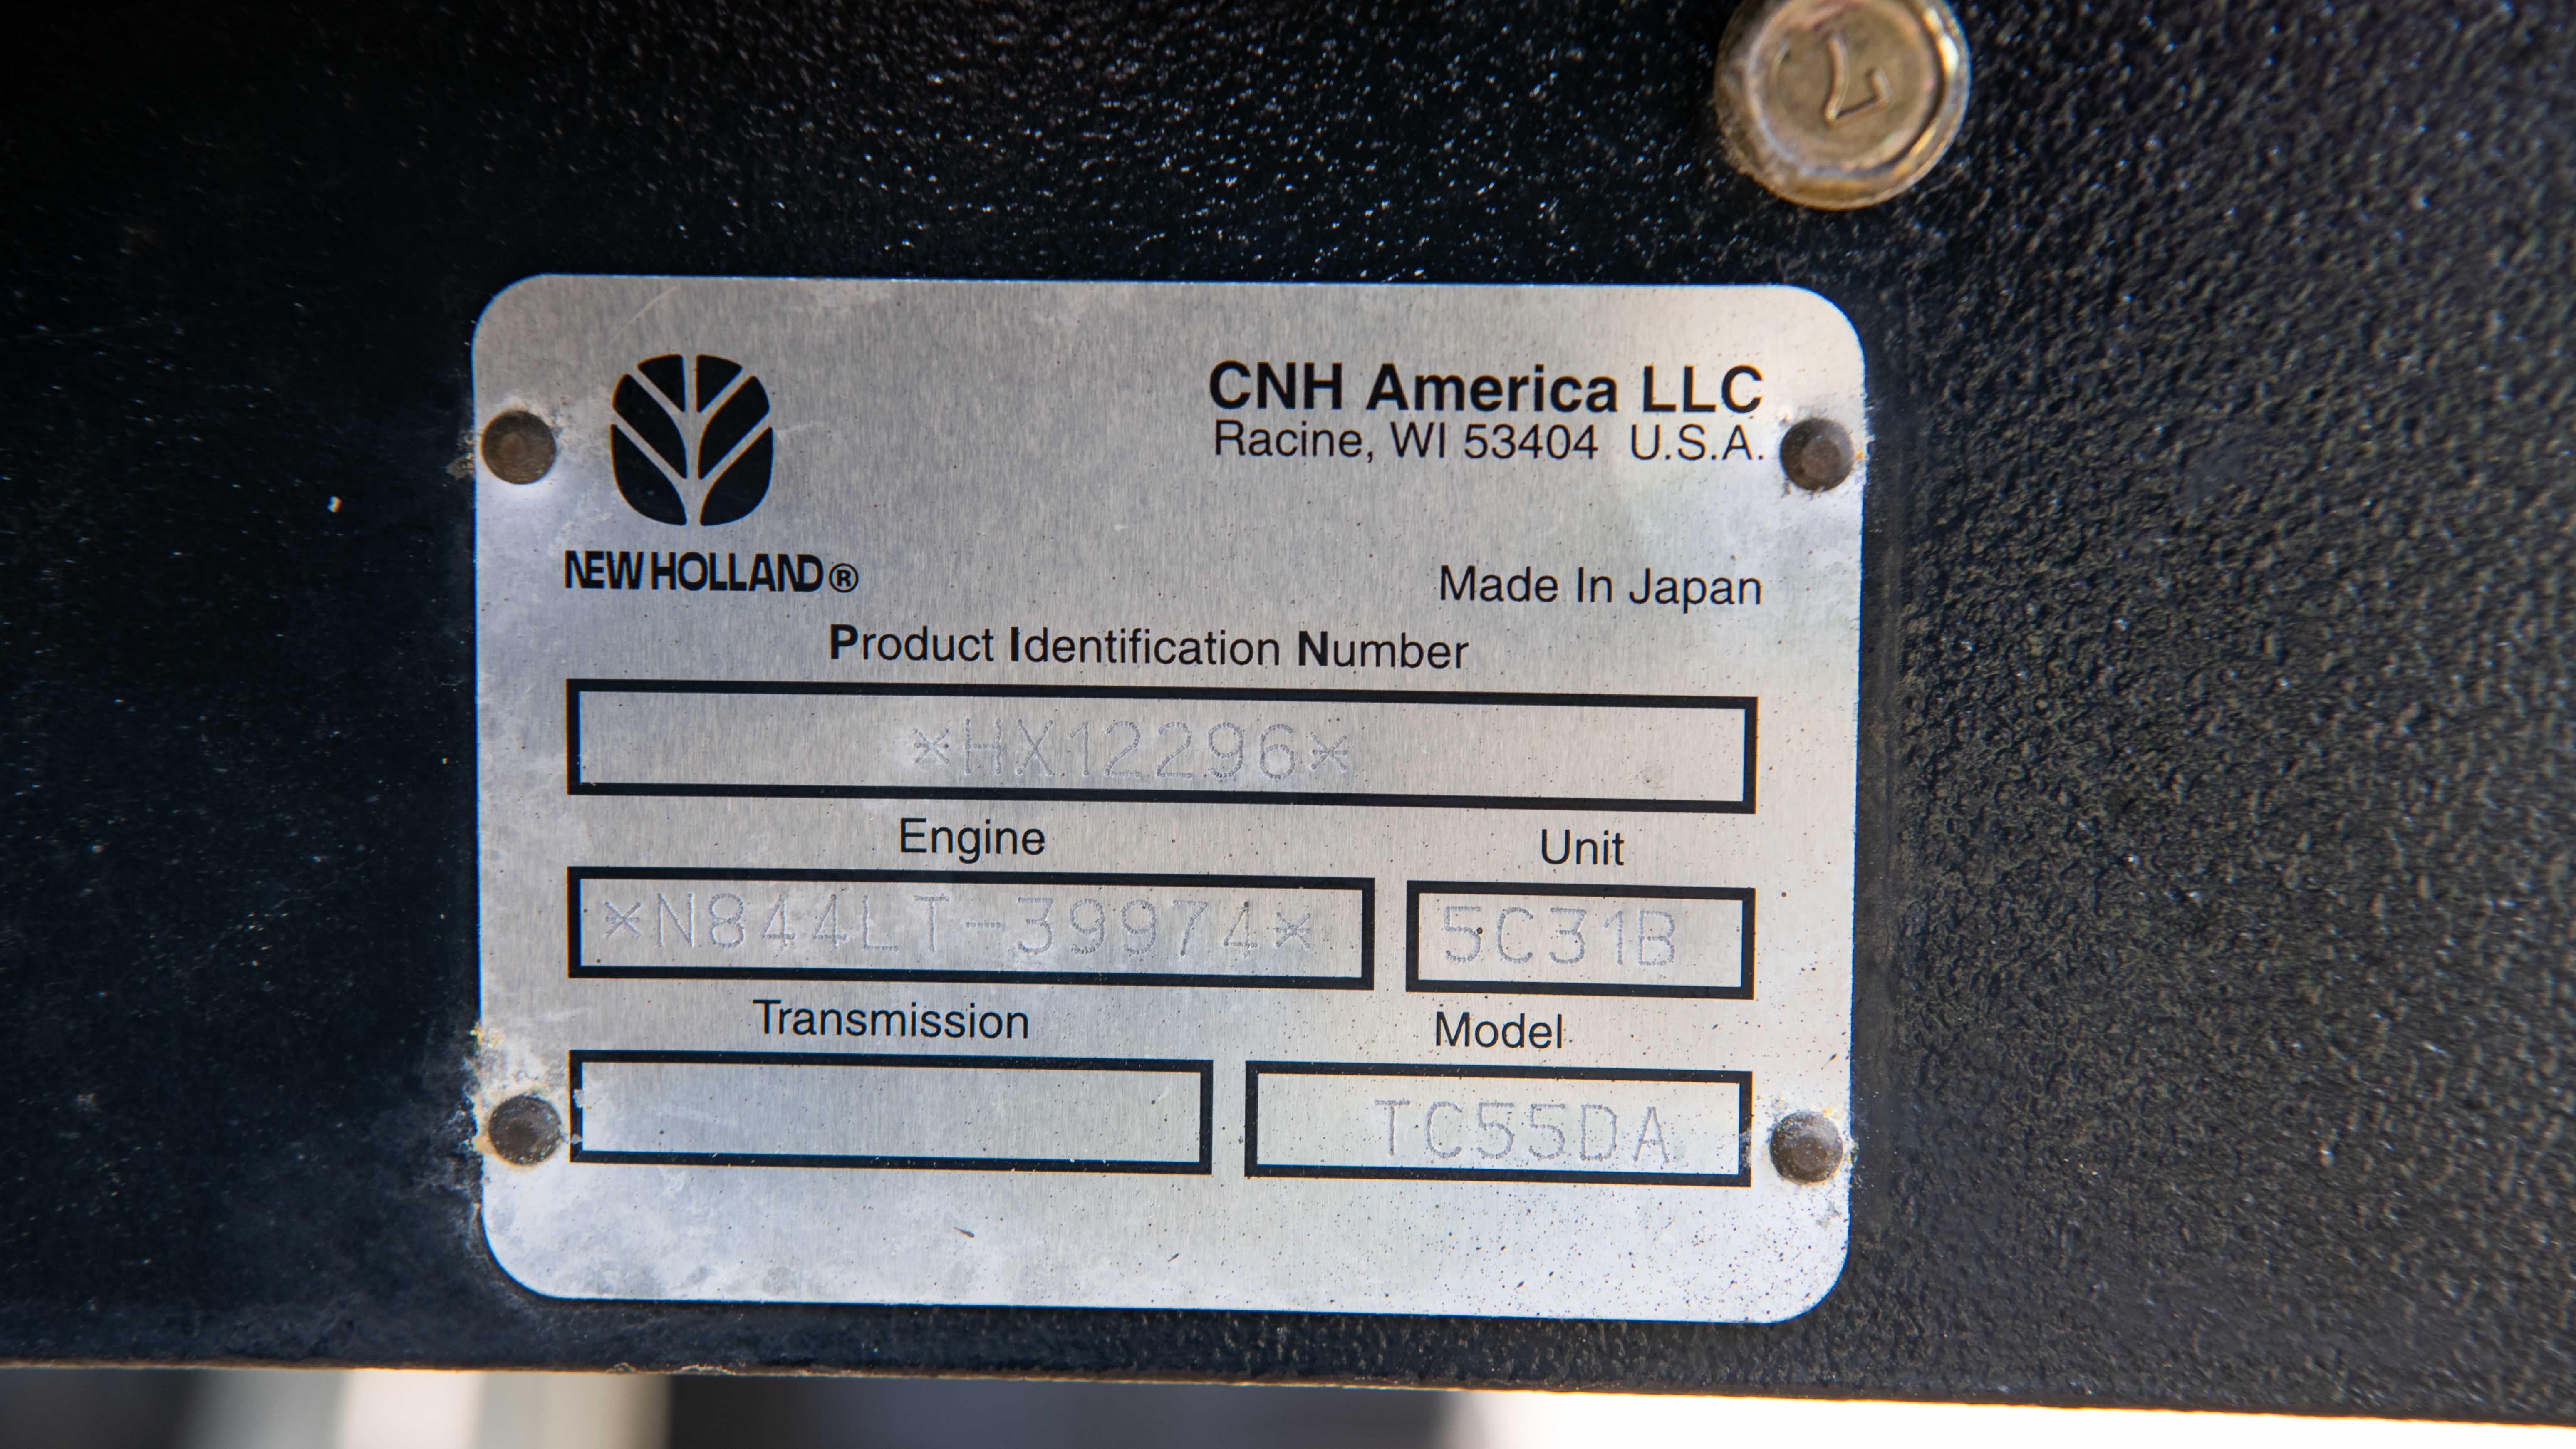 CNH America LLC
Racine, WI 53404 U.S.A.
NEW HOLLAND®
Made In Japan
Product Identification Number
*HX12296*
Engine
Unit
*N844LT-39974*
5C31B
Transmission
Model
TC55DA
7